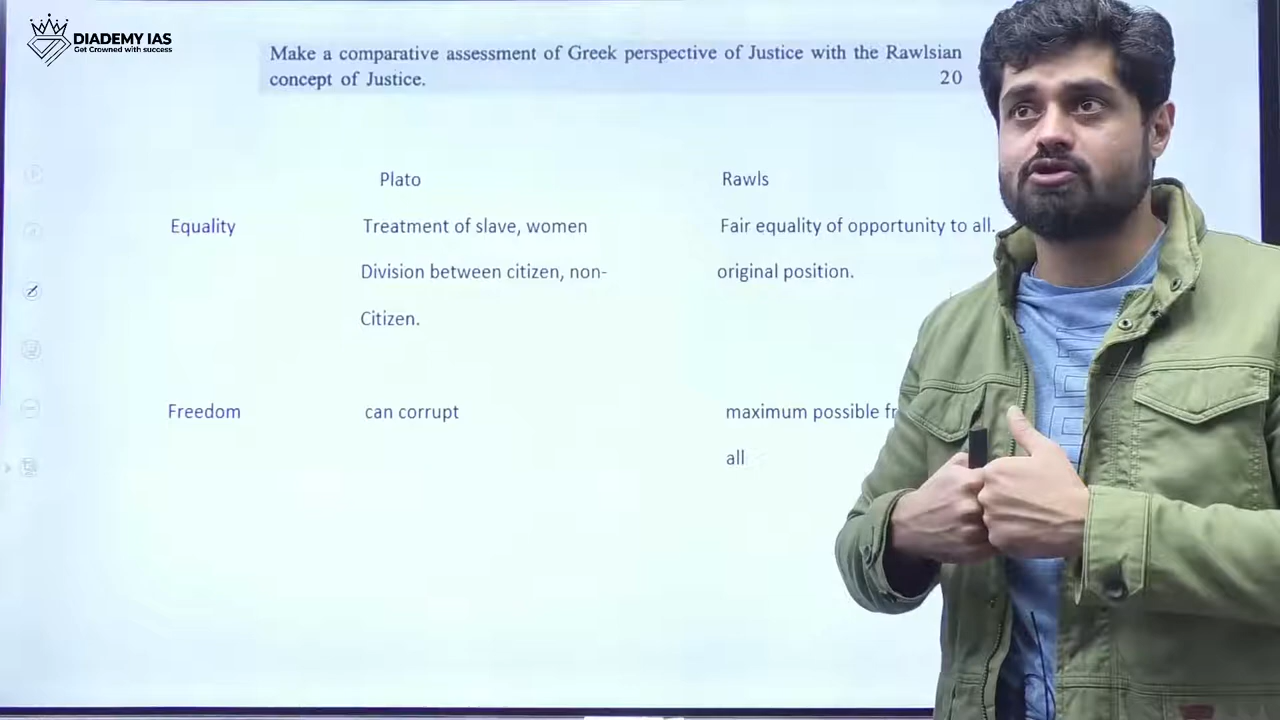 DIADEMY IAS
Get Crowned with success
Make a comparative assessment of Greek perspective of Justice with the Rawlsian
concept of Justice. 20
Plato Rawls
Equality Treatment of slave, women Fair equality of opportunity to all.
Division between citizen, non- original position.
Citizen.
Freedom can corrupt maximum possible
all